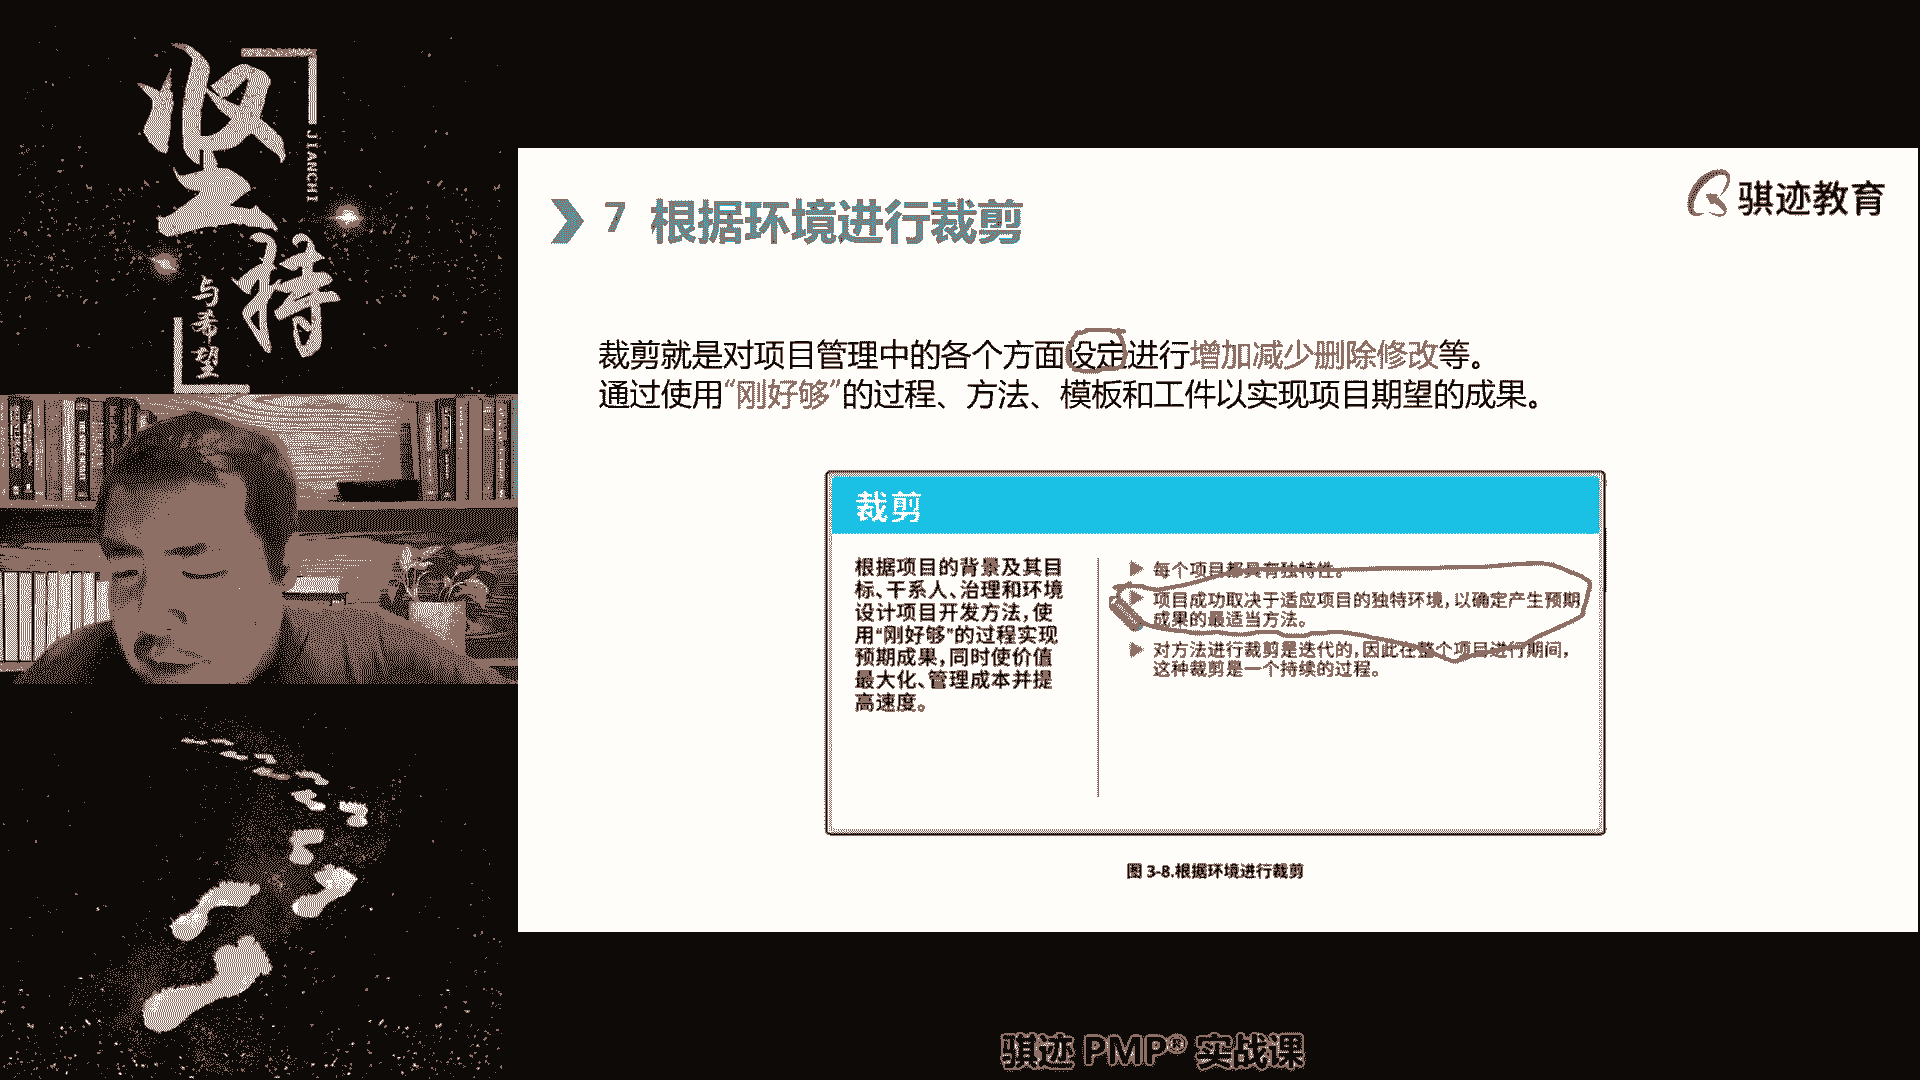 坚持
JIANCHI
与希望
7 根据环境进行裁剪
骐迹教育
裁剪就是对项目管理中的各个方面设定进行增加减少删除修改等。
通过使用“刚好够”的过程、方法、模板和工件以实现项目期望的成果。
裁剪
根据项目的背景及其目
标、干系人、治理和环境
设计项目开发方法,使
用“刚好够”的过程实现
预期成果,同时使价值
最大化、管理成本并提
高速度。
每个项目都具有独特性。
项目成功取决于适应项目的独特环境,以确定产生预期
成果的最适当方法。
对方法进行裁剪是迭代的,因此在整个项目进行期间,
这种裁剪是一个持续的过程。
图 3-8.根据环境进行裁剪
骐迹 PMP® 实战课